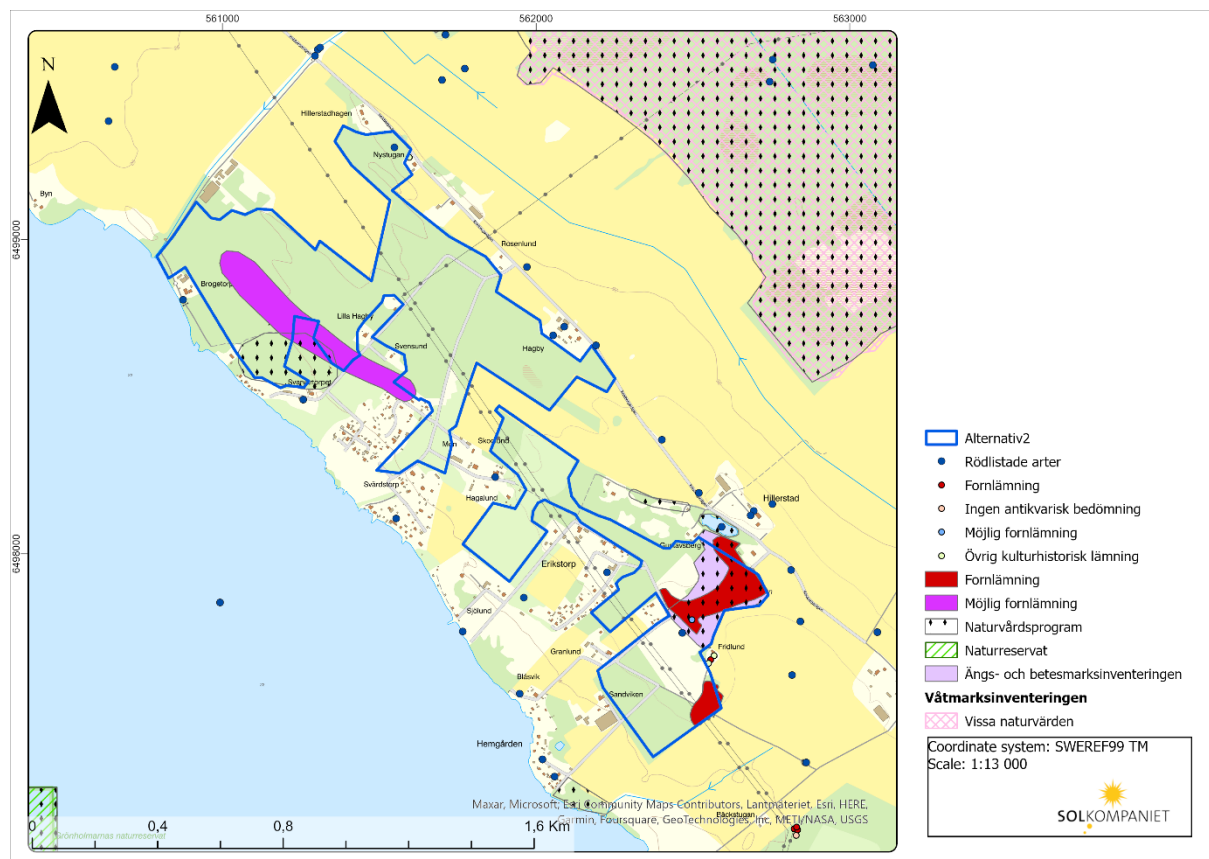 561000
562000
563000
N
6499000
6498000
Hillerstadhagen
Nystugan
Byn
Rosenlund
Brogetorp
Lilla Hagby
Svensund
Hagby
Skoglund
Svärdstorp
Hagalund
Hillerstad
Gustavsberg
Erikstorp
Sjölund
Fridlund
Granlund
Blåsvik
Sandviken
Hemgården
Bäckstugan
Grönholmarnas naturreservat
Maxar, Microsoft, Esri Community Maps Contributors, Lantmäteriet, Esri, HERE,
Garmin, Foursquare, GeoTechnologies, Inc, METI/NASA, USGS
0 0,4 0,8 1,6 Km
Alternativ2
Rödlistade arter
Fornlämning
Ingen antikvarisk bedömning
Möjlig fornlämning
Övrig kulturhistorisk lämning
Fornlämning
Möjlig fornlämning
Naturvårdsprogram
Naturreservat
Ängs- och betesmarksinventeringen
Våtmarksinventeringen
Vissa naturvärden
Coordinate system: SWEREF99 TM
Scale: 1:13 000
SOLKOMPANIET